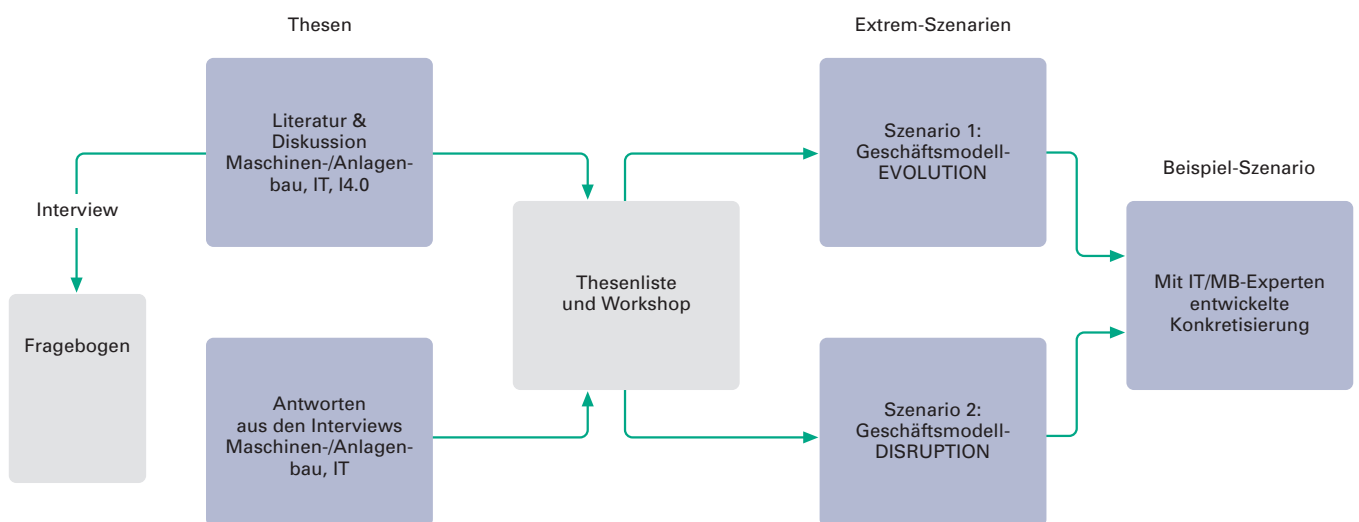 Thesen
Extrem-Szenarien
Literatur &
Diskussion
Maschinen-/Anlagen-
bau, IT, I4.0
Szenario 1:
Geschäftsmodell-
EVOLUTION
Beispiel-Szenario
Interview
Thesenliste
und Workshop
Mit IT/MB-Experten
entwickelte
Konkretisierung
Fragebogen
Antworten
aus den Interviews
Maschinen-/Anlagen-
bau, IT
Szenario 2:
Geschäftsmodell-
DISRUPTION